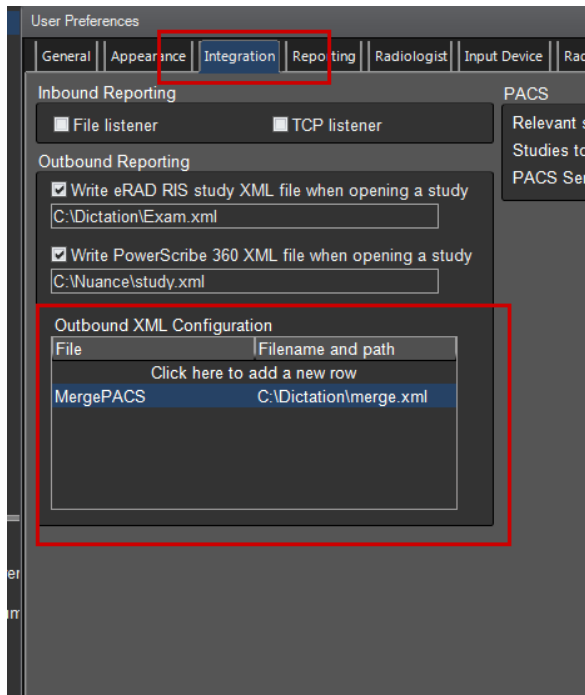 User Preferences
General Appearance Integration Reporting Radiologist Input Device
Inbound Reporting
File listener TCP listener
Outbound Reporting
Write eRAD RIS study XML file when opening a study
C:\Dictation\Exam.xml
Write PowerScribe 360 XML file when opening a study
C:\Nuance\study.xml
Outbound XML Configuration
File Filename and path
Click here to add a new row
MergePACS C:\Dictation\merge.xml
PACS
Relevant
Studies to
PACS